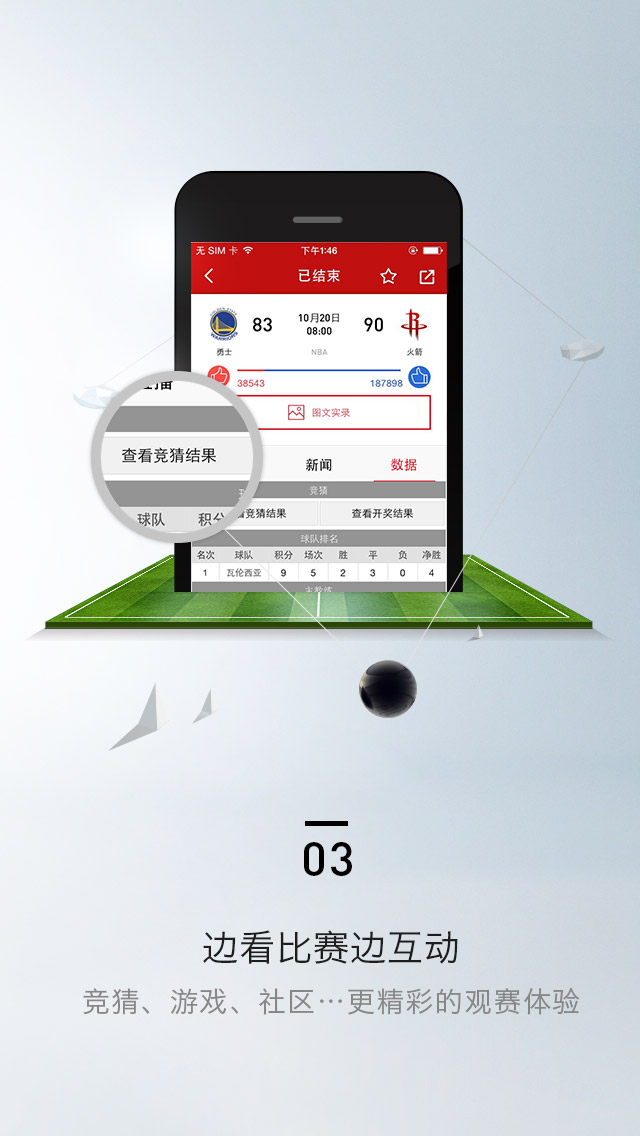 无 SIM 卡 下午1:46
已结束
83 10月20日 90
08:00
勇士 NBA 火箭
38543 187898
图文实录
新闻 数据
竞猜
查看竞猜结果
看竞猜结果 查看开奖结果
球队 积分
球队排名
名次 球队 积分 场次 胜 平 负 净胜
1 瓦伦西亚 9 5 2 3 0 4
主教练
03
边看比赛边互动
竞猜、游戏、社区…更精彩的观赛体验